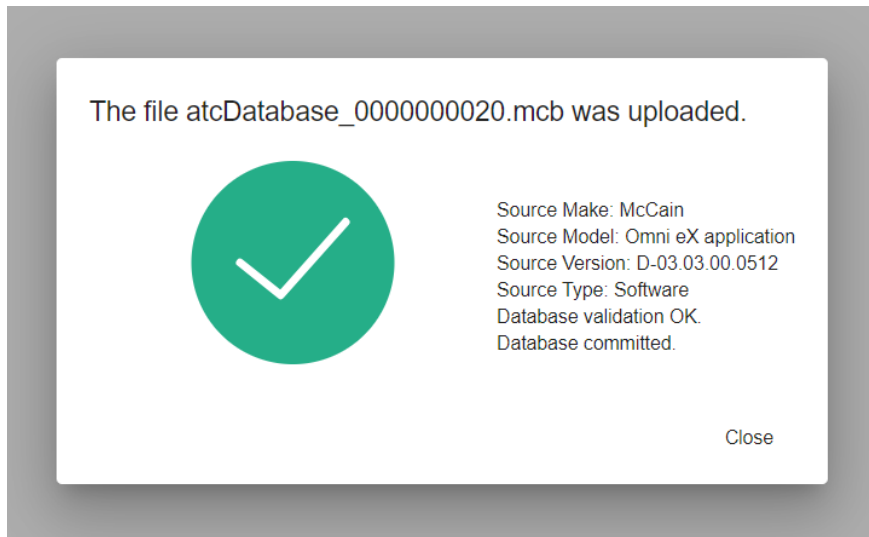 The file atcDatabase_0000000020.mcb was uploaded.
Source Make: McCain
Source Model: Omni eX application
Source Version: D-03.03.00.0512
Source Type: Software
Database validation OK.
Database committed.
Close